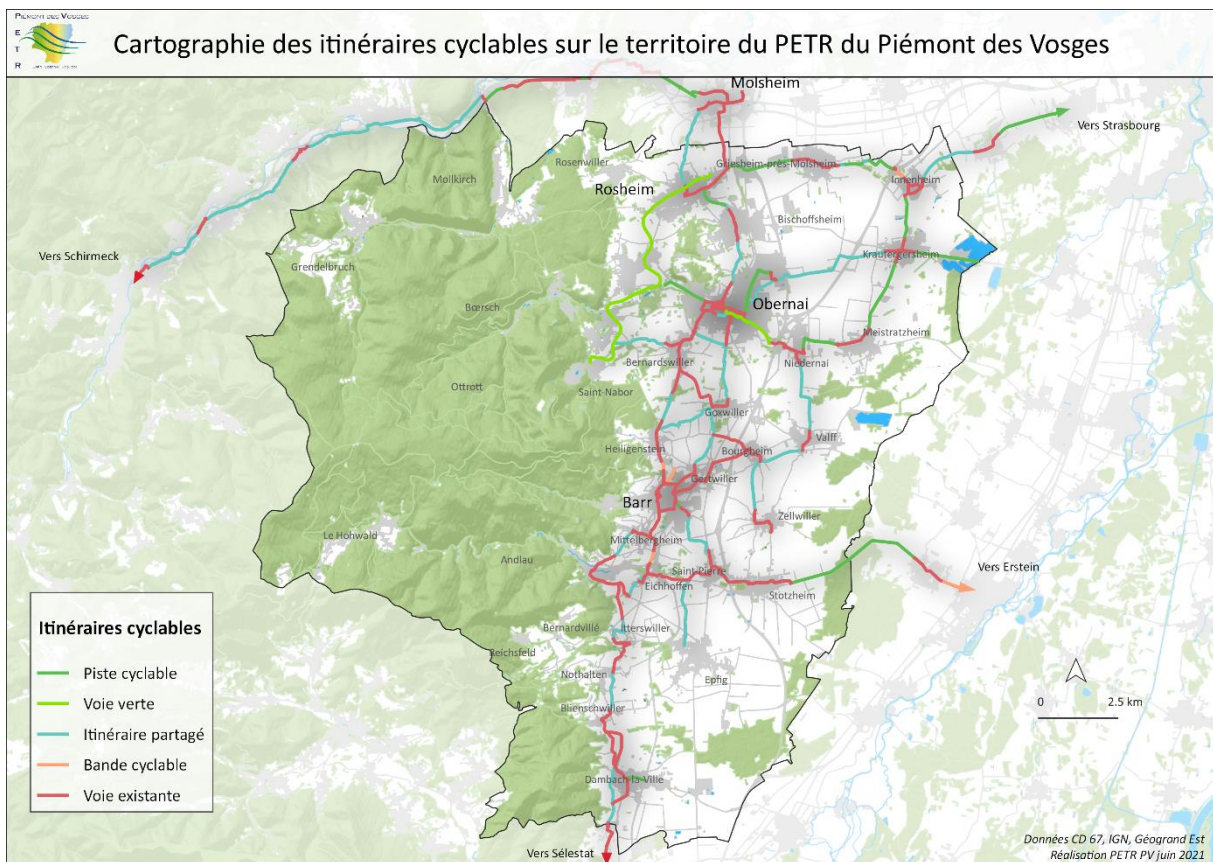 PIÉMONT DES VOSGES
P
E
T
R
Cartographie des itinéraires cyclables sur le territoire du PETR du Piémont des Vosges
Molsheim
Vers Strasbourg
Rosenwiller
Griesheim-près-Molsheim
Mollkirch
Innenheim
Rosheim
Bischoffsheim
Vers Schirmeck
Krautergersheim
Grendelbruch
Bœrsch
Obernai
Meistratzheim
Bernardswiller
Niedernai
Ottrott
Saint-Nabor
Goxwiller
Valff
Heiligenstein
Bourgheim
Gertwiller
Barr
Zellwiller
Le Hohwald
Mittelbergheim
Andlau
Saint-Pierre
Vers Erstein
Eichhoffen
Stotzheim
Bernardvillé
Itterswiller
Reichsfeld
Nothalten
Epfig
Blienschwiller
Dambach-la-Ville
Vers Sélestat
Itinéraires cyclables
Piste cyclable
Voie verte
Itinéraire partagé
Bande cyclable
Voie existante
0 2.5 km
Données CD 67, IGN, Géogrand Est
Réalisation PETR PV juin 2021